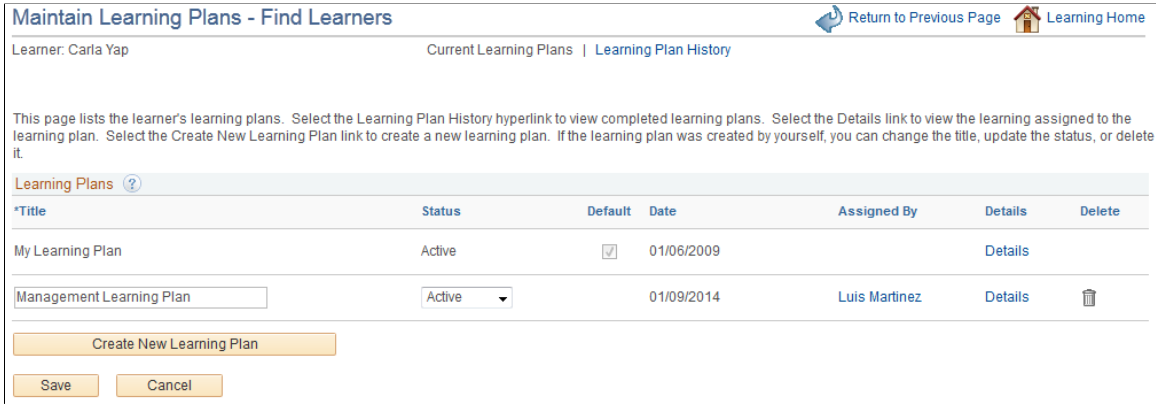 Maintain Learning Plans - Find Learners Return to Previous Page Learning Home
Learner: Carla Yap Current Learning Plans | Learning Plan History
This page lists the learner's learning plans. Select the Learning Plan History hyperlink to view completed learning plans. Select the Details link to view the learning assigned to the
learning plan. Select the Create New Learning Plan link to create a new learning plan. If the learning plan was created by yourself, you can change the title, update the status, or delete
it.
Learning Plans ?
*Title Status Default Date Assigned By Details Delete
My Learning Plan Active 01/06/2009 Details
Management Learning Plan Active 01/09/2014 Luis Martinez Details
Create New Learning Plan
Save Cancel